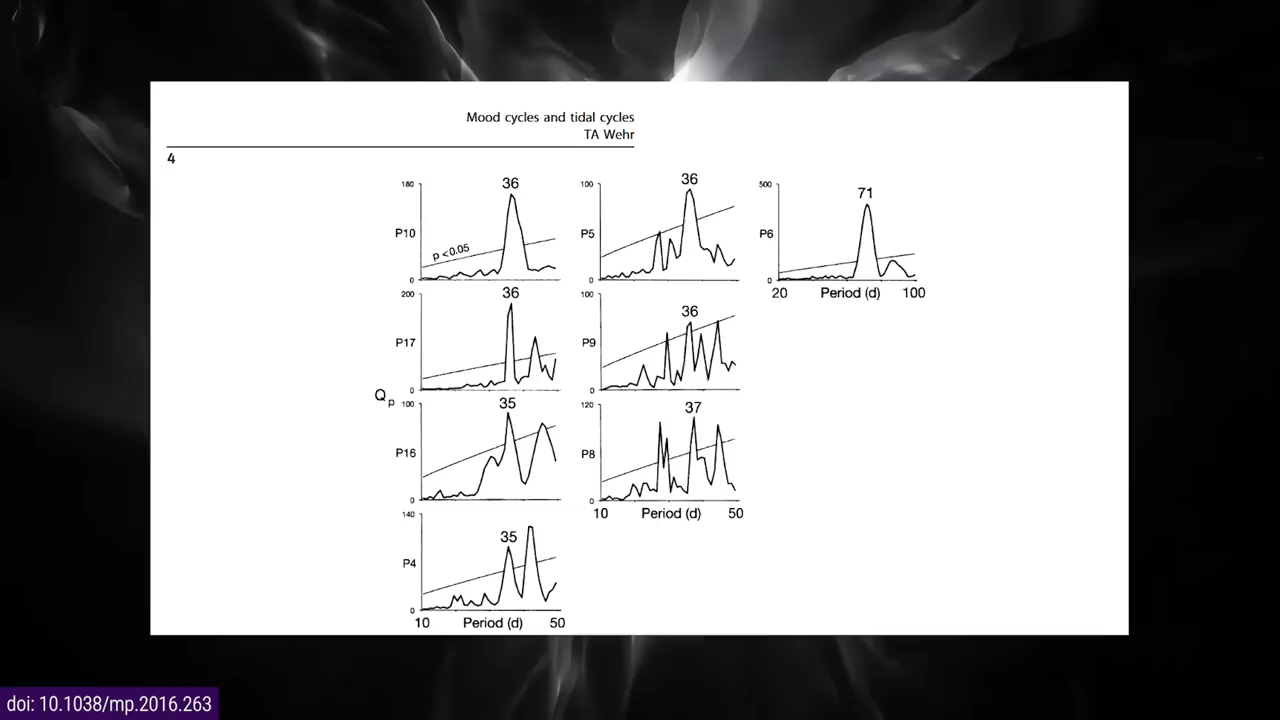 Mood cycles and tidal cycles
TA Wehr
4
180
36
P10
p <0.05
0
100
36
P5
0
500
71
P6
0
20
Period (d)
100
200
36
P17
0
100
36
P9
0
Qp
100
35
P16
0
120
37
P8
0
10
Period (d)
50
140
35
P4
0
10
Period (d)
50
doi: 10.1038/mp.2016.263